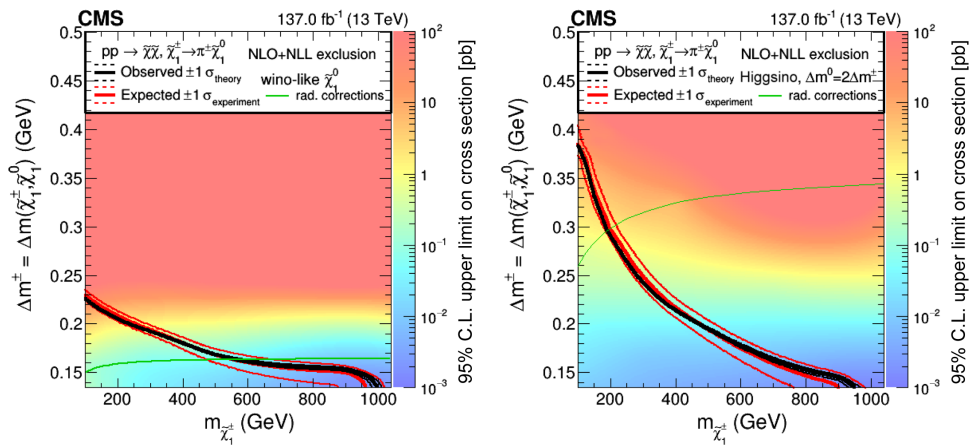 CMS 137.0 fb⁻¹ (13 TeV)
pp → χ̃χ̃, χ̃₁± → π±χ̃₁⁰ NLO+NLL exclusion
Observed ±1 σ_theory wino-like χ̃₁⁰
Expected ±1 σ_experiment rad. corrections
Δm± = Δm(χ̃₁±,χ̃₁⁰) (GeV)
0.5
0.45
0.4
0.35
0.3
0.25
0.2
0.15
200 400 600 800 1000
m_χ̃₁± (GeV)
10²
10
1
10⁻¹
10⁻²
10⁻³
95% C.L. upper limit on cross section [pb]
CMS 137.0 fb⁻¹ (13 TeV)
pp → χ̃χ̃, χ̃₁± → π±χ̃₁⁰ NLO+NLL exclusion
Observed ±1 σ_theory Higgsino, Δm⁰=2Δm±
Expected ±1 σ_experiment rad. corrections
Δm± = Δm(χ̃₁±,χ̃₁⁰) (GeV)
0.5
0.45
0.4
0.35
0.3
0.25
0.2
0.15
200 400 600 800 1000
m_χ̃₁± (GeV)
10²
10
1
10⁻¹
10⁻²
10⁻³
95% C.L. upper limit on cross section [pb]